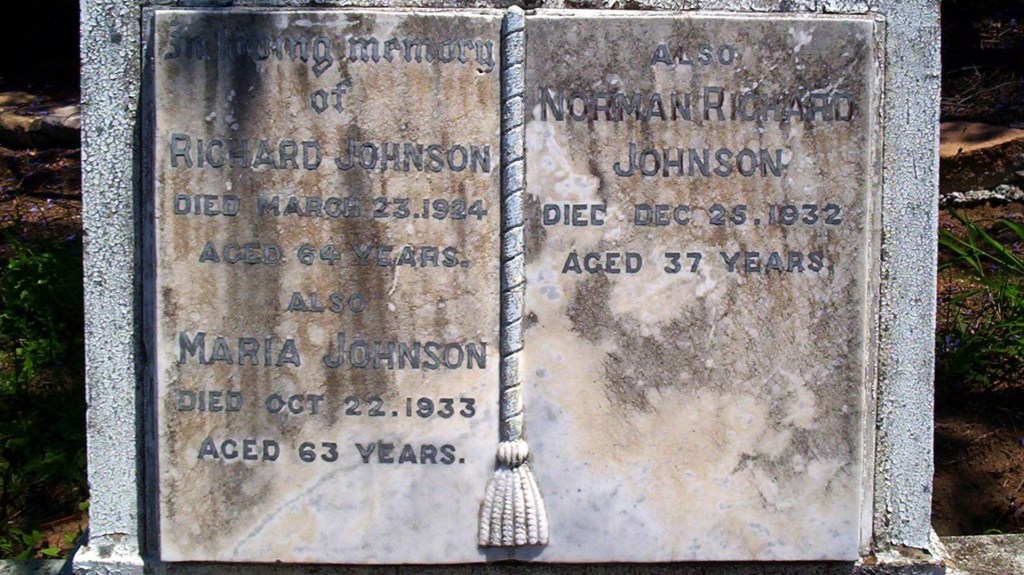 In loving memory
of
RICHARD JOHNSON
DIED MARCH 23.1924
AGED 64 YEARS.
ALSO
MARIA JOHNSON
DIED OCT 22.1933
AGED 63 YEARS.
ALSO
NORMAN RICHARD
JOHNSON
DIED DEC 25.1932
AGED 37 YEARS.